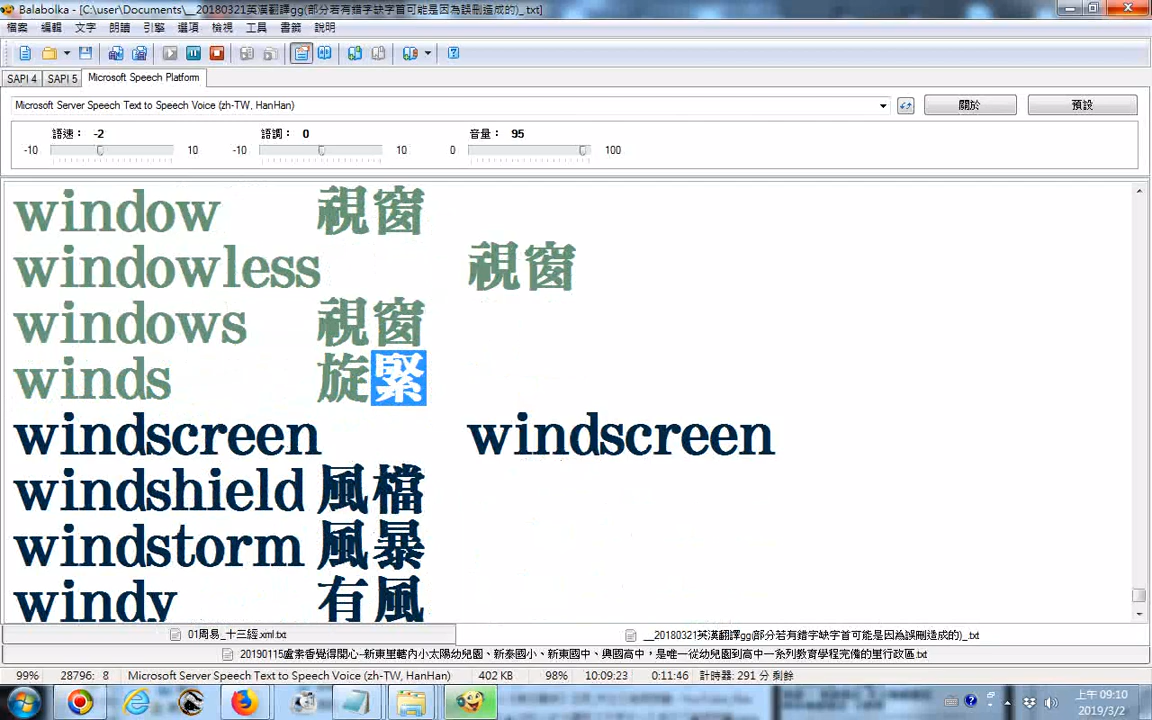 Balabolka - [C:\user\Documents\__20180321英漢翻譯gg(部分若有錯字缺字首可能是因為誤刪造成的)_.txt]
檔案 編輯 文字 朗讀 引擎 選項 檢視 工具 書籤 說明
SAPI 4 SAPI 5 Microsoft Speech Platform
Microsoft Server Speech Text to Speech Voice (zh-TW, HanHan) 關於 預設
語速： -2 語調： 0 音量： 95
-10 10 -10 10 0 100
window 視窗
windowless 視窗
windows 視窗
winds 旋緊
windscreen windscreen
windshield 風檔
windstorm 風暴
windy 有風
01周易_十三經.xml.txt __20180321英漢翻譯gg(部分若有錯字缺字首可能是因為誤刪造成的)_.txt
20190115盧素香覺得開心-新東里轄內小太陽幼兒園、新泰國小、新東國中、興國高中，是唯一從幼兒園到高中一系列教育學程完備的里行政區.txt
99% 28796: 8 Microsoft Server Speech Text to Speech Voice (zh-TW, HanHan) 402 KB 98% 10:09:23 0:11:46 計時器: 291 分 剩餘
上午 09:10
2019/3/2